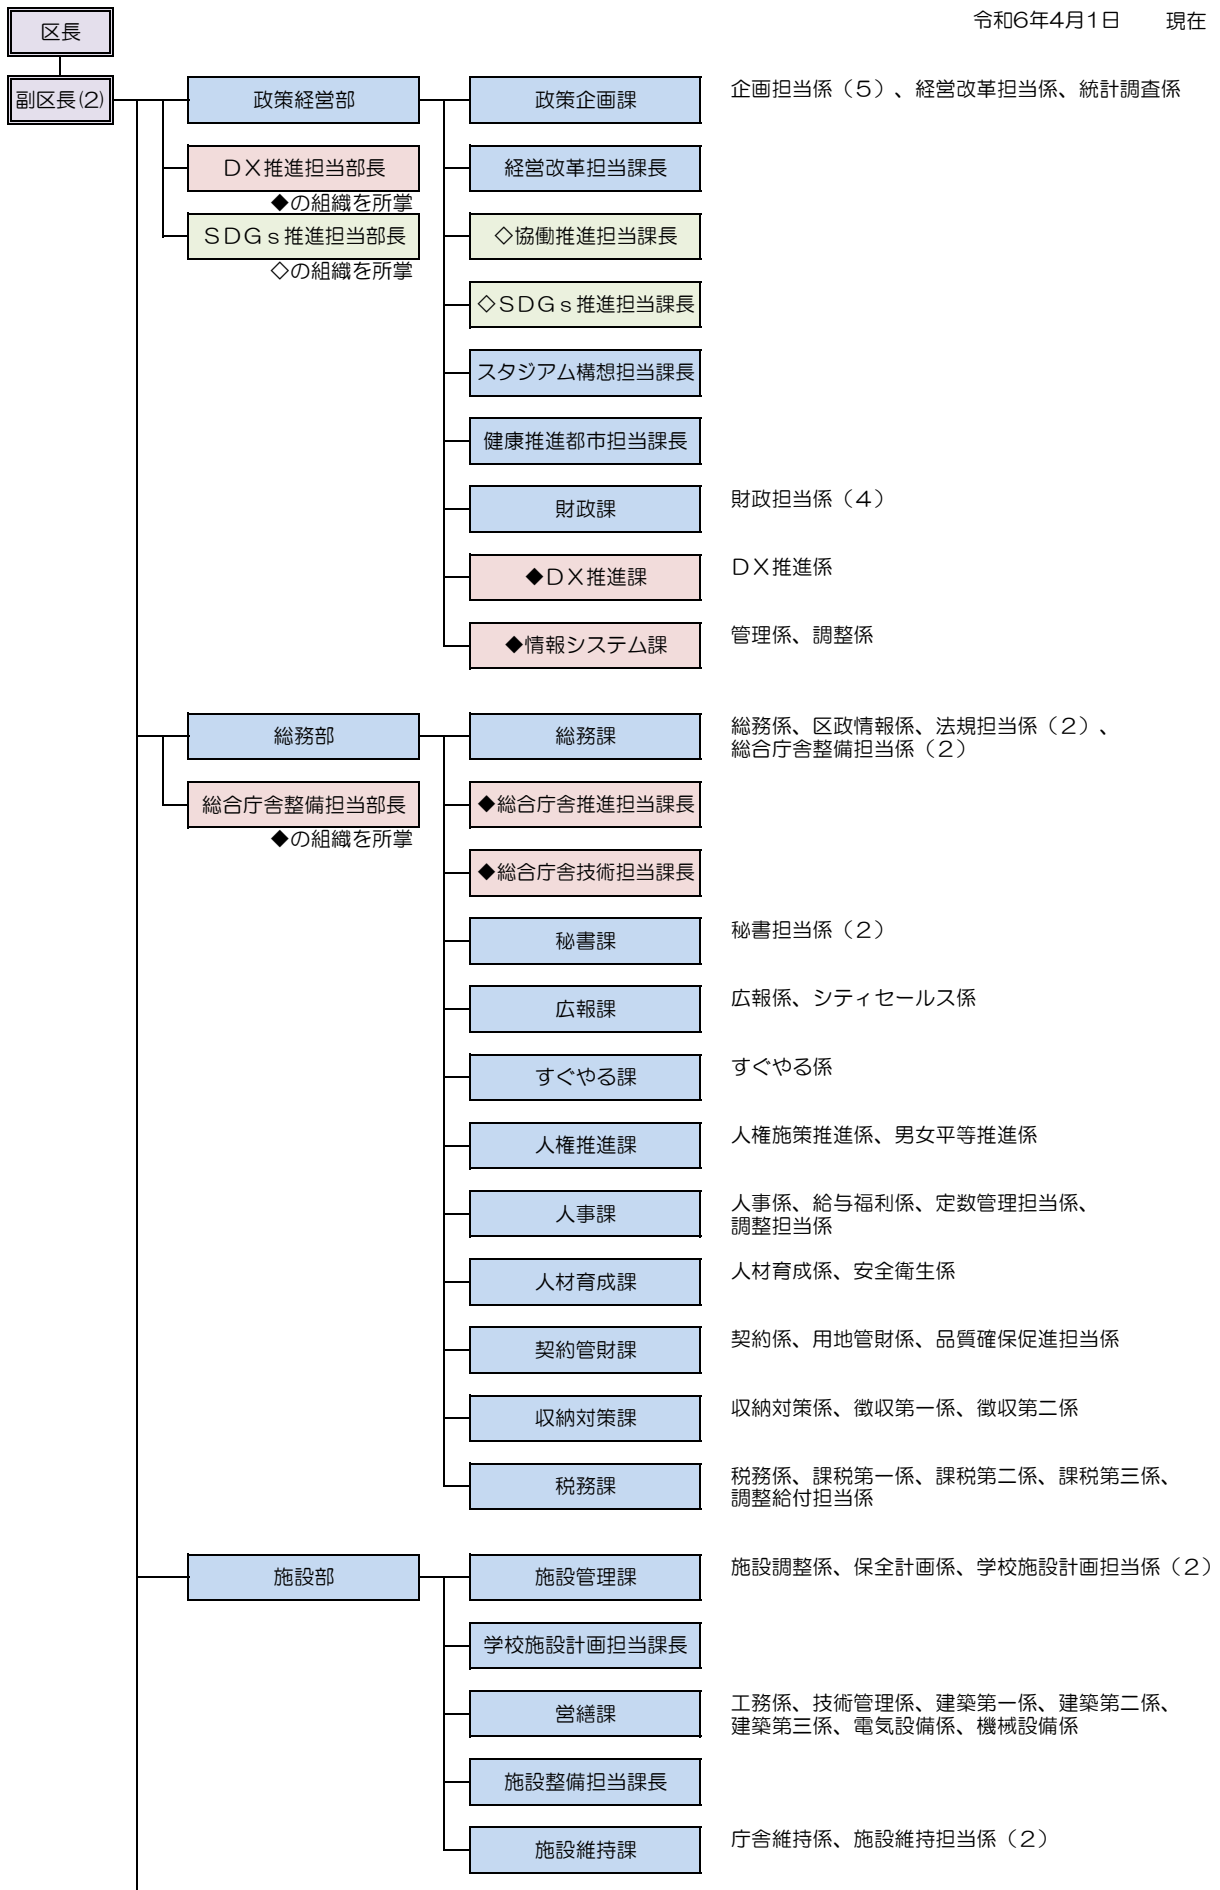 令和6年4月1日　現在
区長
副区長(2)
政策経営部
政策企画課
企画担当係（5）、経営改革担当係、統計調査係
ＤＸ推進担当部長
◆の組織を所掌
経営改革担当課長
ＳＤＧｓ推進担当部長
◇の組織を所掌
◇協働推進担当課長
◇ＳＤＧｓ推進担当課長
スタジアム構想担当課長
健康推進都市担当課長
財政課
財政担当係（4）
◆ＤＸ推進課
ＤＸ推進係
◆情報システム課
管理係、調整係
総務部
総務課
総務係、区政情報係、法規担当係（2）、
総合庁舎整備担当係（2）
総合庁舎整備担当部長
◆の組織を所掌
◆総合庁舎推進担当課長
◆総合庁舎技術担当課長
秘書課
秘書担当係（2）
広報課
広報係、シティセールス係
すぐやる課
すぐやる係
人権推進課
人権施策推進係、男女平等推進係
人事課
人事係、給与福利係、定数管理担当係、
調整担当係
人材育成課
人材育成係、安全衛生係
契約管財課
契約係、用地管財係、品質確保促進担当係
収納対策課
収納対策係、徴収第一係、徴収第二係
税務課
税務係、課税第一係、課税第二係、課税第三係、
調整給付担当係
施設部
施設管理課
施設調整係、保全計画係、学校施設計画担当係（2）
学校施設計画担当課長
営繕課
工務係、技術管理係、建築第一係、建築第二係、
建築第三係、電気設備係、機械設備係
施設整備担当課長
施設維持課
庁舎維持係、施設維持担当係（2）